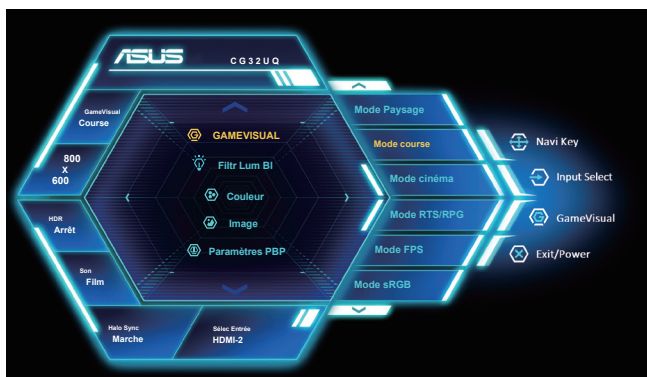 ASUS
CG32UQ
GameVisual
Course
800
X
600
HDR
Arrêt
Son
Film
Halo Sync
Marche
Sélec Entrée
HDMI-2
GAMEVISUAL
Filtr Lum Bl
Couleur
Image
Paramètres PBP
Mode Paysage
Mode course
Mode cinéma
Mode RTS/RPG
Mode FPS
Mode sRGB
Navi Key
Input Select
GameVisual
Exit/Power